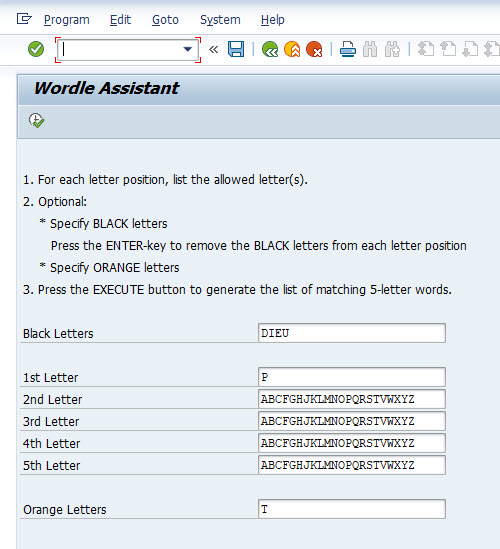 Program Edit Goto System Help
Wordle Assistant
1. For each letter position, list the allowed letter(s).
2. Optional:
* Specify BLACK letters
Press the ENTER-key to remove the BLACK letters from each letter position
* Specify ORANGE letters
3. Press the EXECUTE button to generate the list of matching 5-letter words.
Black Letters DIEU
1st Letter P
2nd Letter ABCFGHJKLMNOPQRSTVWXYZ
3rd Letter ABCFGHJKLMNOPQRSTVWXYZ
4th Letter ABCFGHJKLMNOPQRSTVWXYZ
5th Letter ABCFGHJKLMNOPQRSTVWXYZ
Orange Letters T